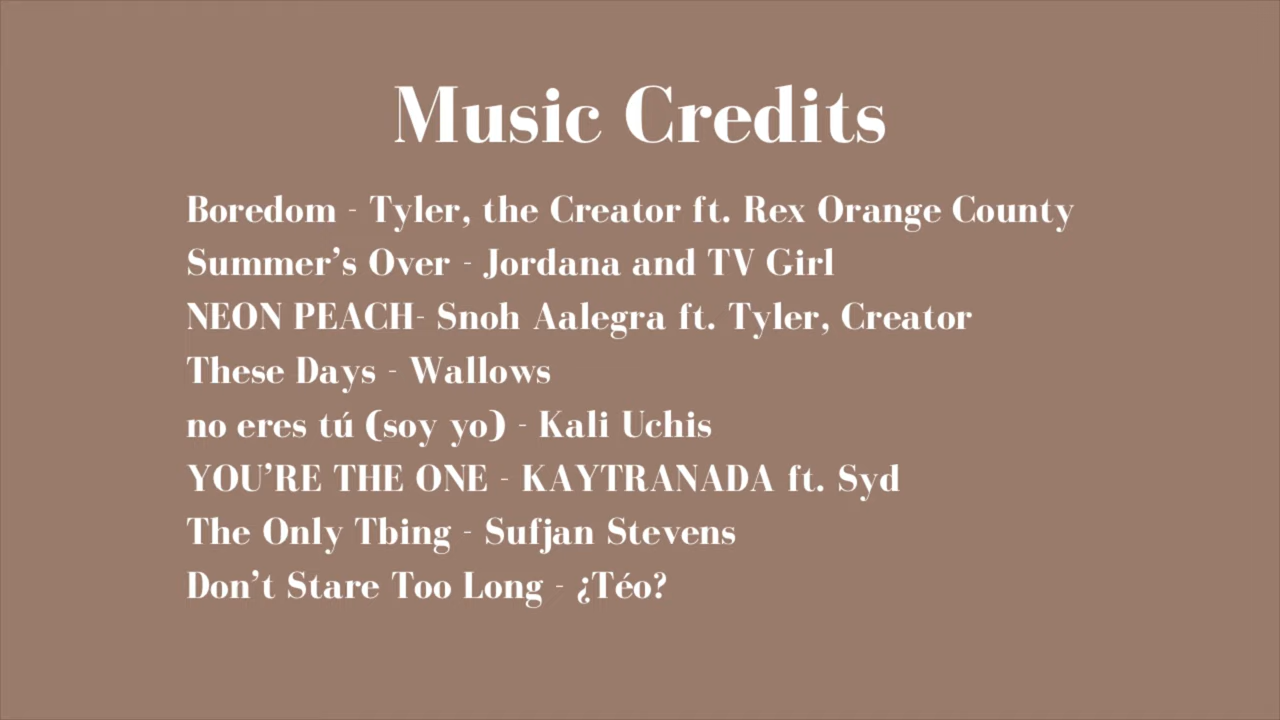 Music Credits
Boredom - Tyler, the Creator ft. Rex Orange County
Summer's Over - Jordana and TV Girl
NEON PEACH- Snoh Aalegra ft. Tyler, Creator
These Days - Wallows
no eres tú (soy yo) - Kali Uchis
YOU'RE THE ONE - KAYTRANADA ft. Syd
The Only Tbing - Sufjan Stevens
Don't Stare Too Long - ¿Téo?